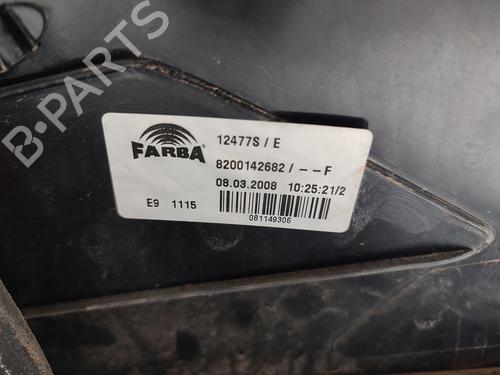 B-PARTS
FARBA®
12477S / E
8200142682 / -- F
08.03.2008 10:25:21/2
E9 1115
081149306